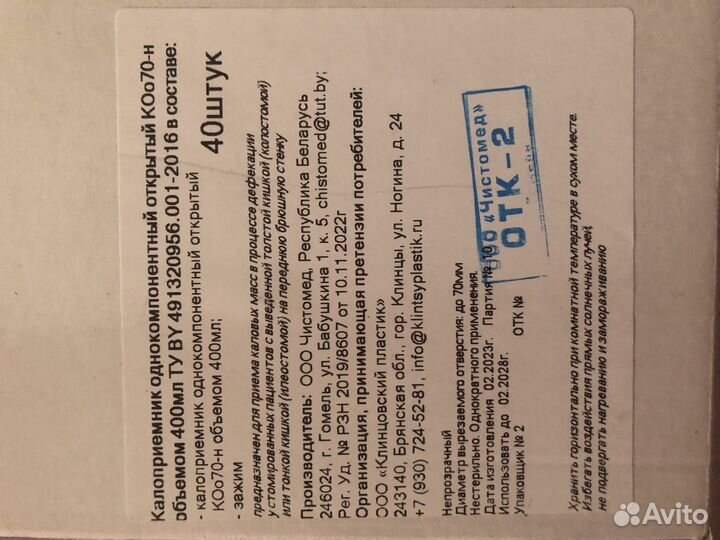 Калоприемник однокомпонентный открытый КОо70-н
объемом 400мл ТУ BY 491320956.001-2016 в составе:
- калоприемник однокомпонентный открытый
КОо70-н объемом 400мл;
40штук
- зажим
предназначен для приема каловых масс в процессе дефекации
у стомированных пациентов с выведенной толстой кишкой (колостомой)
или тонкой кишкой (илеостомой) на переднюю брюшную стенку
Производитель: ООО Чистомед, Республика Беларусь
246024, г. Гомель, ул. Бабушкина 1, к. 5, chistomed@tut.by;
Рег. Уд. № РЗН 2019/8607 от 10.11.2022г
Организация, принимающая претензии потребителей:
ООО «Клинцовский пластик»
243140, Брянская обл., гор. Клинцы, ул. Ногина, д. 24
+7 (930) 724-52-81, info@klintsyplastik.ru
Непрозрачный
Диаметр вырезаемого отверстия: до 70мм
Нестерильно. Однократного применения.
Дата изготовления 02.2023г. Партия № 10
Использовать до 02.2028г.
Упаковщик № 2 ОТК №
ООО «Чистомед»
ОТК-2
Хранить горизонтально при комнатной температуре в сухом месте.
Избегать воздействия прямых солнечных лучей,
не подвергать нагреванию и замораживанию
Avito